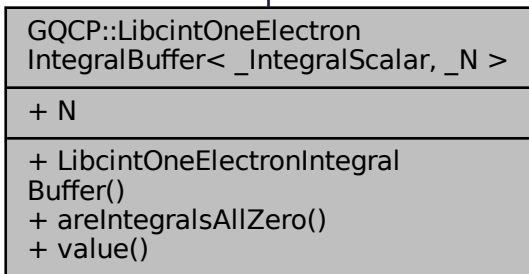 GQCP::LibcintOneElectron
IntegralBuffer< _IntegralScalar, _N >
+ N
+ LibcintOneElectronIntegral
Buffer()
+ areIntegralsAllZero()
+ value()